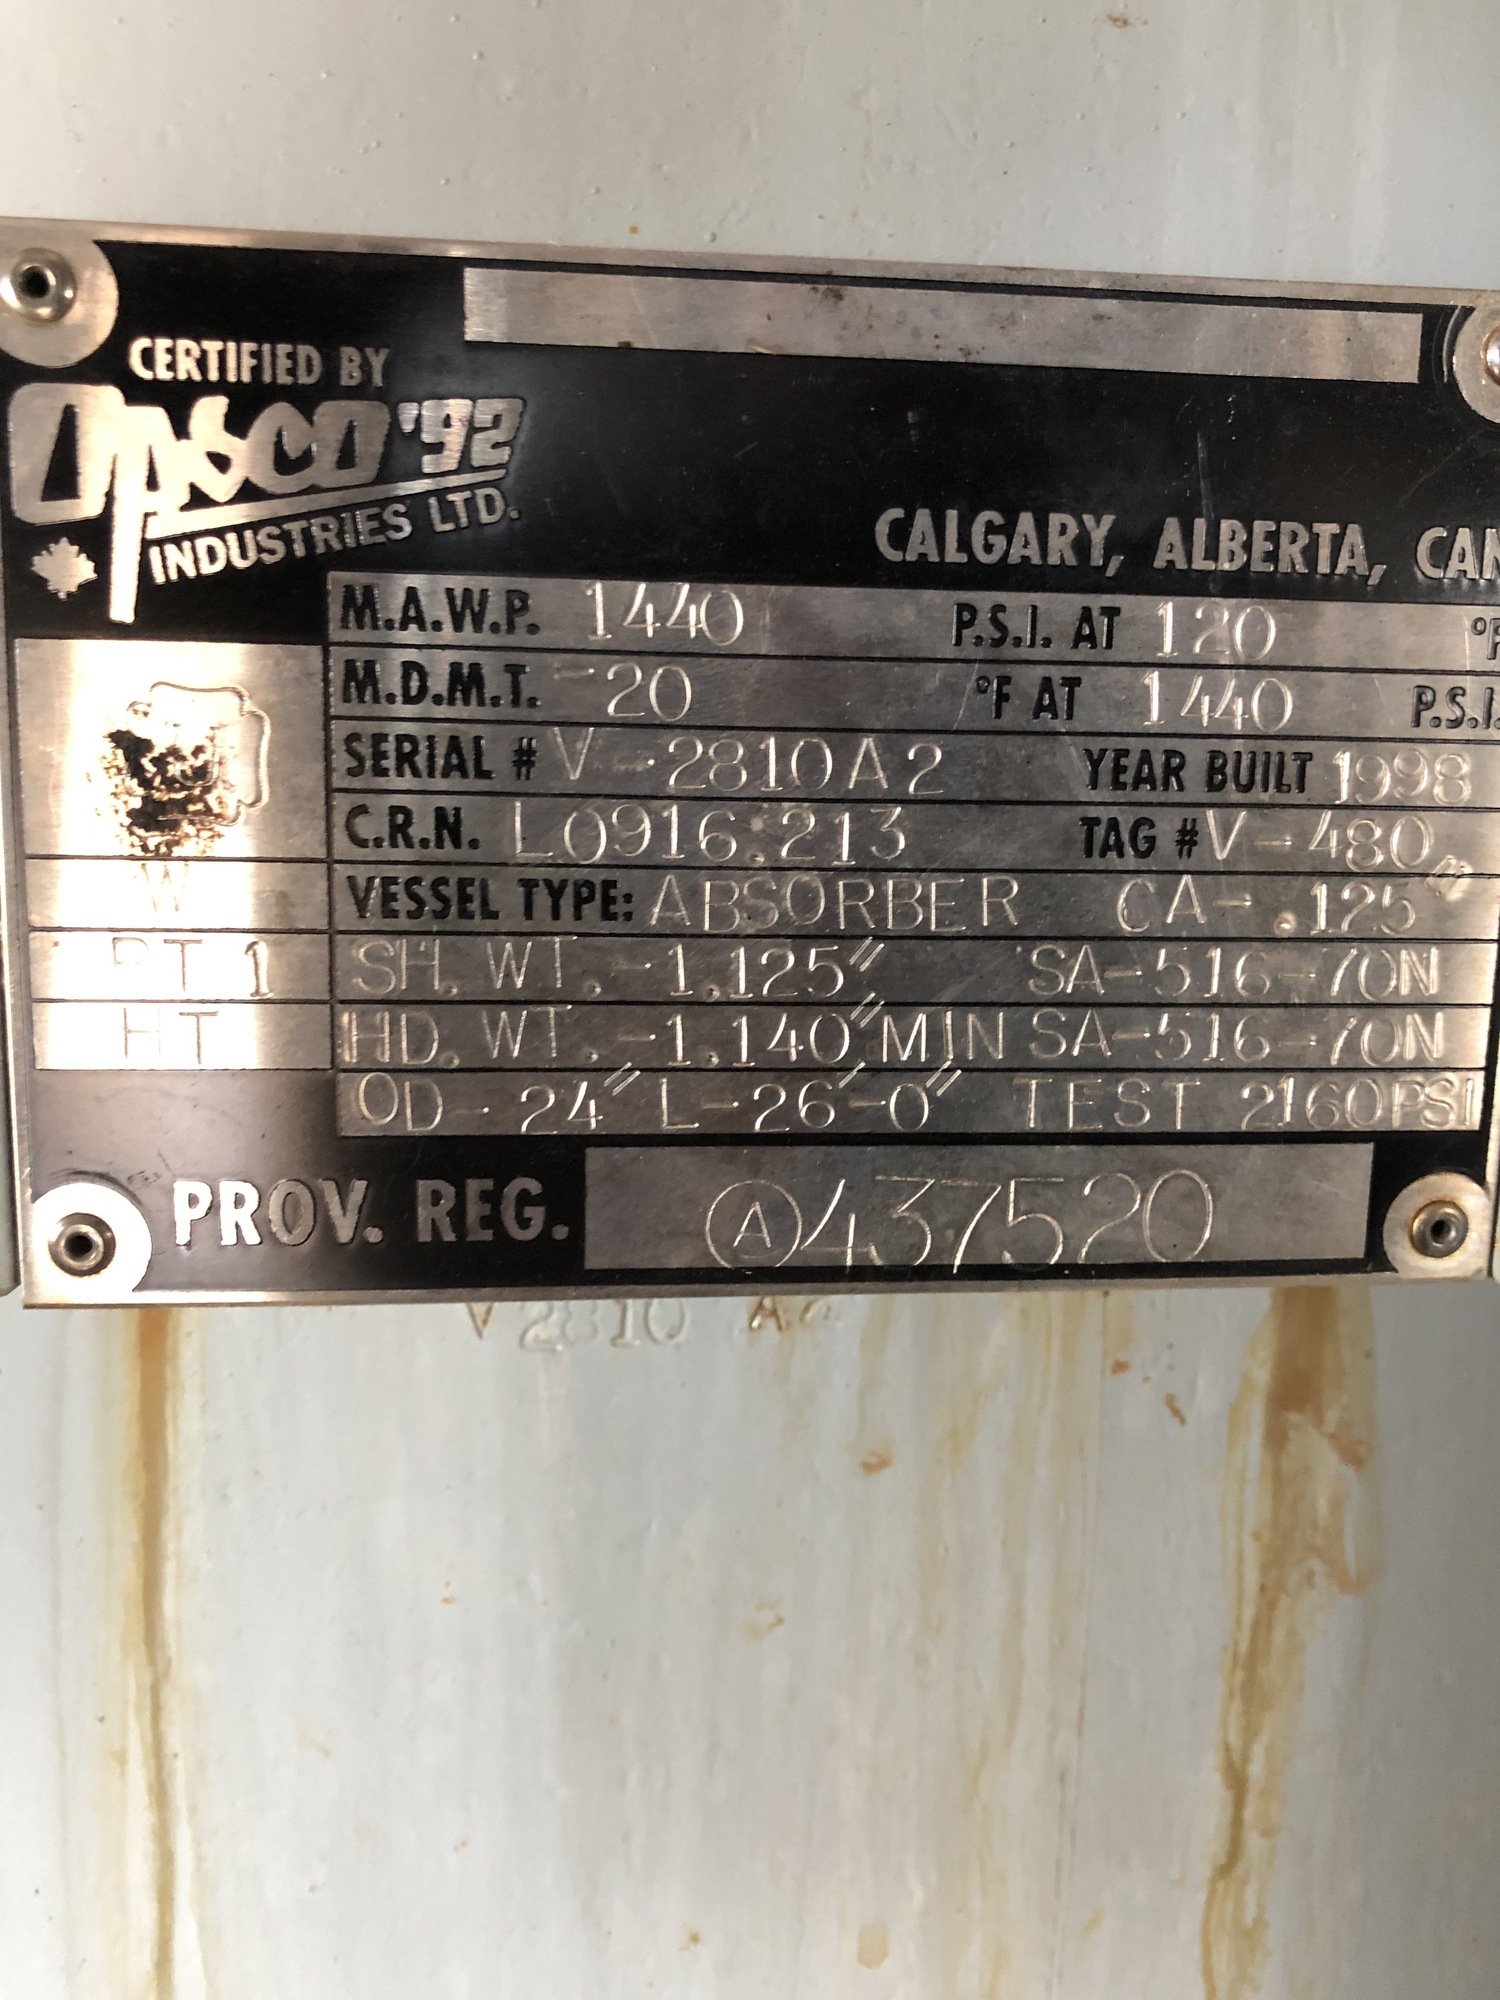 CERTIFIED BY
OPSCO '92
INDUSTRIES LTD.
CALGARY, ALBERTA, CAN
M.A.W.P. 1440 P.S.I. AT 120 °F
M.D.M.T. -20 °F AT 1440 P.S.I.
SERIAL # V-2810A2 YEAR BUILT 1998
C.R.N. L0916.213 TAG # V-480
W VESSEL TYPE: ABSORBER CA-.125"
RT 1 SH. WT.-1.125" SA-516-70N
HT HD. WT.-1.140"MIN SA-516-70N
OD-24" L-26'-0" TEST 2160PSI
PROV. REG. A437520
V2810 A2